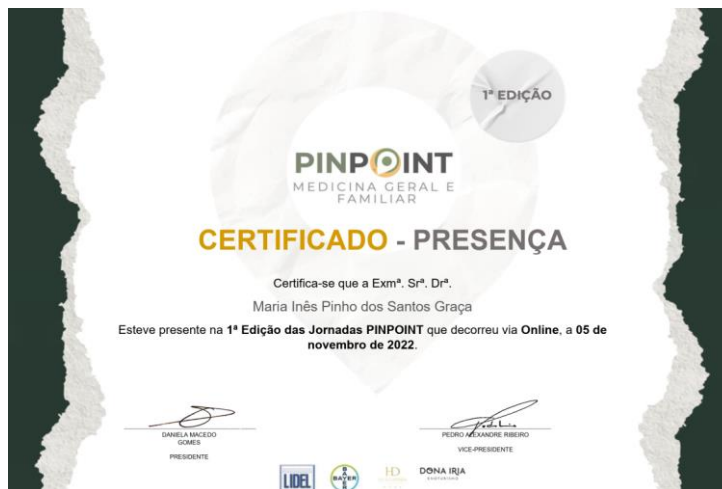 1ª EDIÇÃO
PINPOINT
MEDICINA GERAL E
FAMILIAR
CERTIFICADO - PRESENÇA
Certifica-se que a Exmª. Srª. Drª.
Maria Inês Pinho dos Santos Graça
Esteve presente na 1ª Edição das Jornadas PINPOINT que decorreu via Online, a 05 de
novembro de 2022.
DANIELA MACEDO
GOMES
PRESIDENTE
PEDRO ALEXANDRE RIBEIRO
VICE-PRESIDENTE
LIDEL
BAYER
HD
DONA IRIA